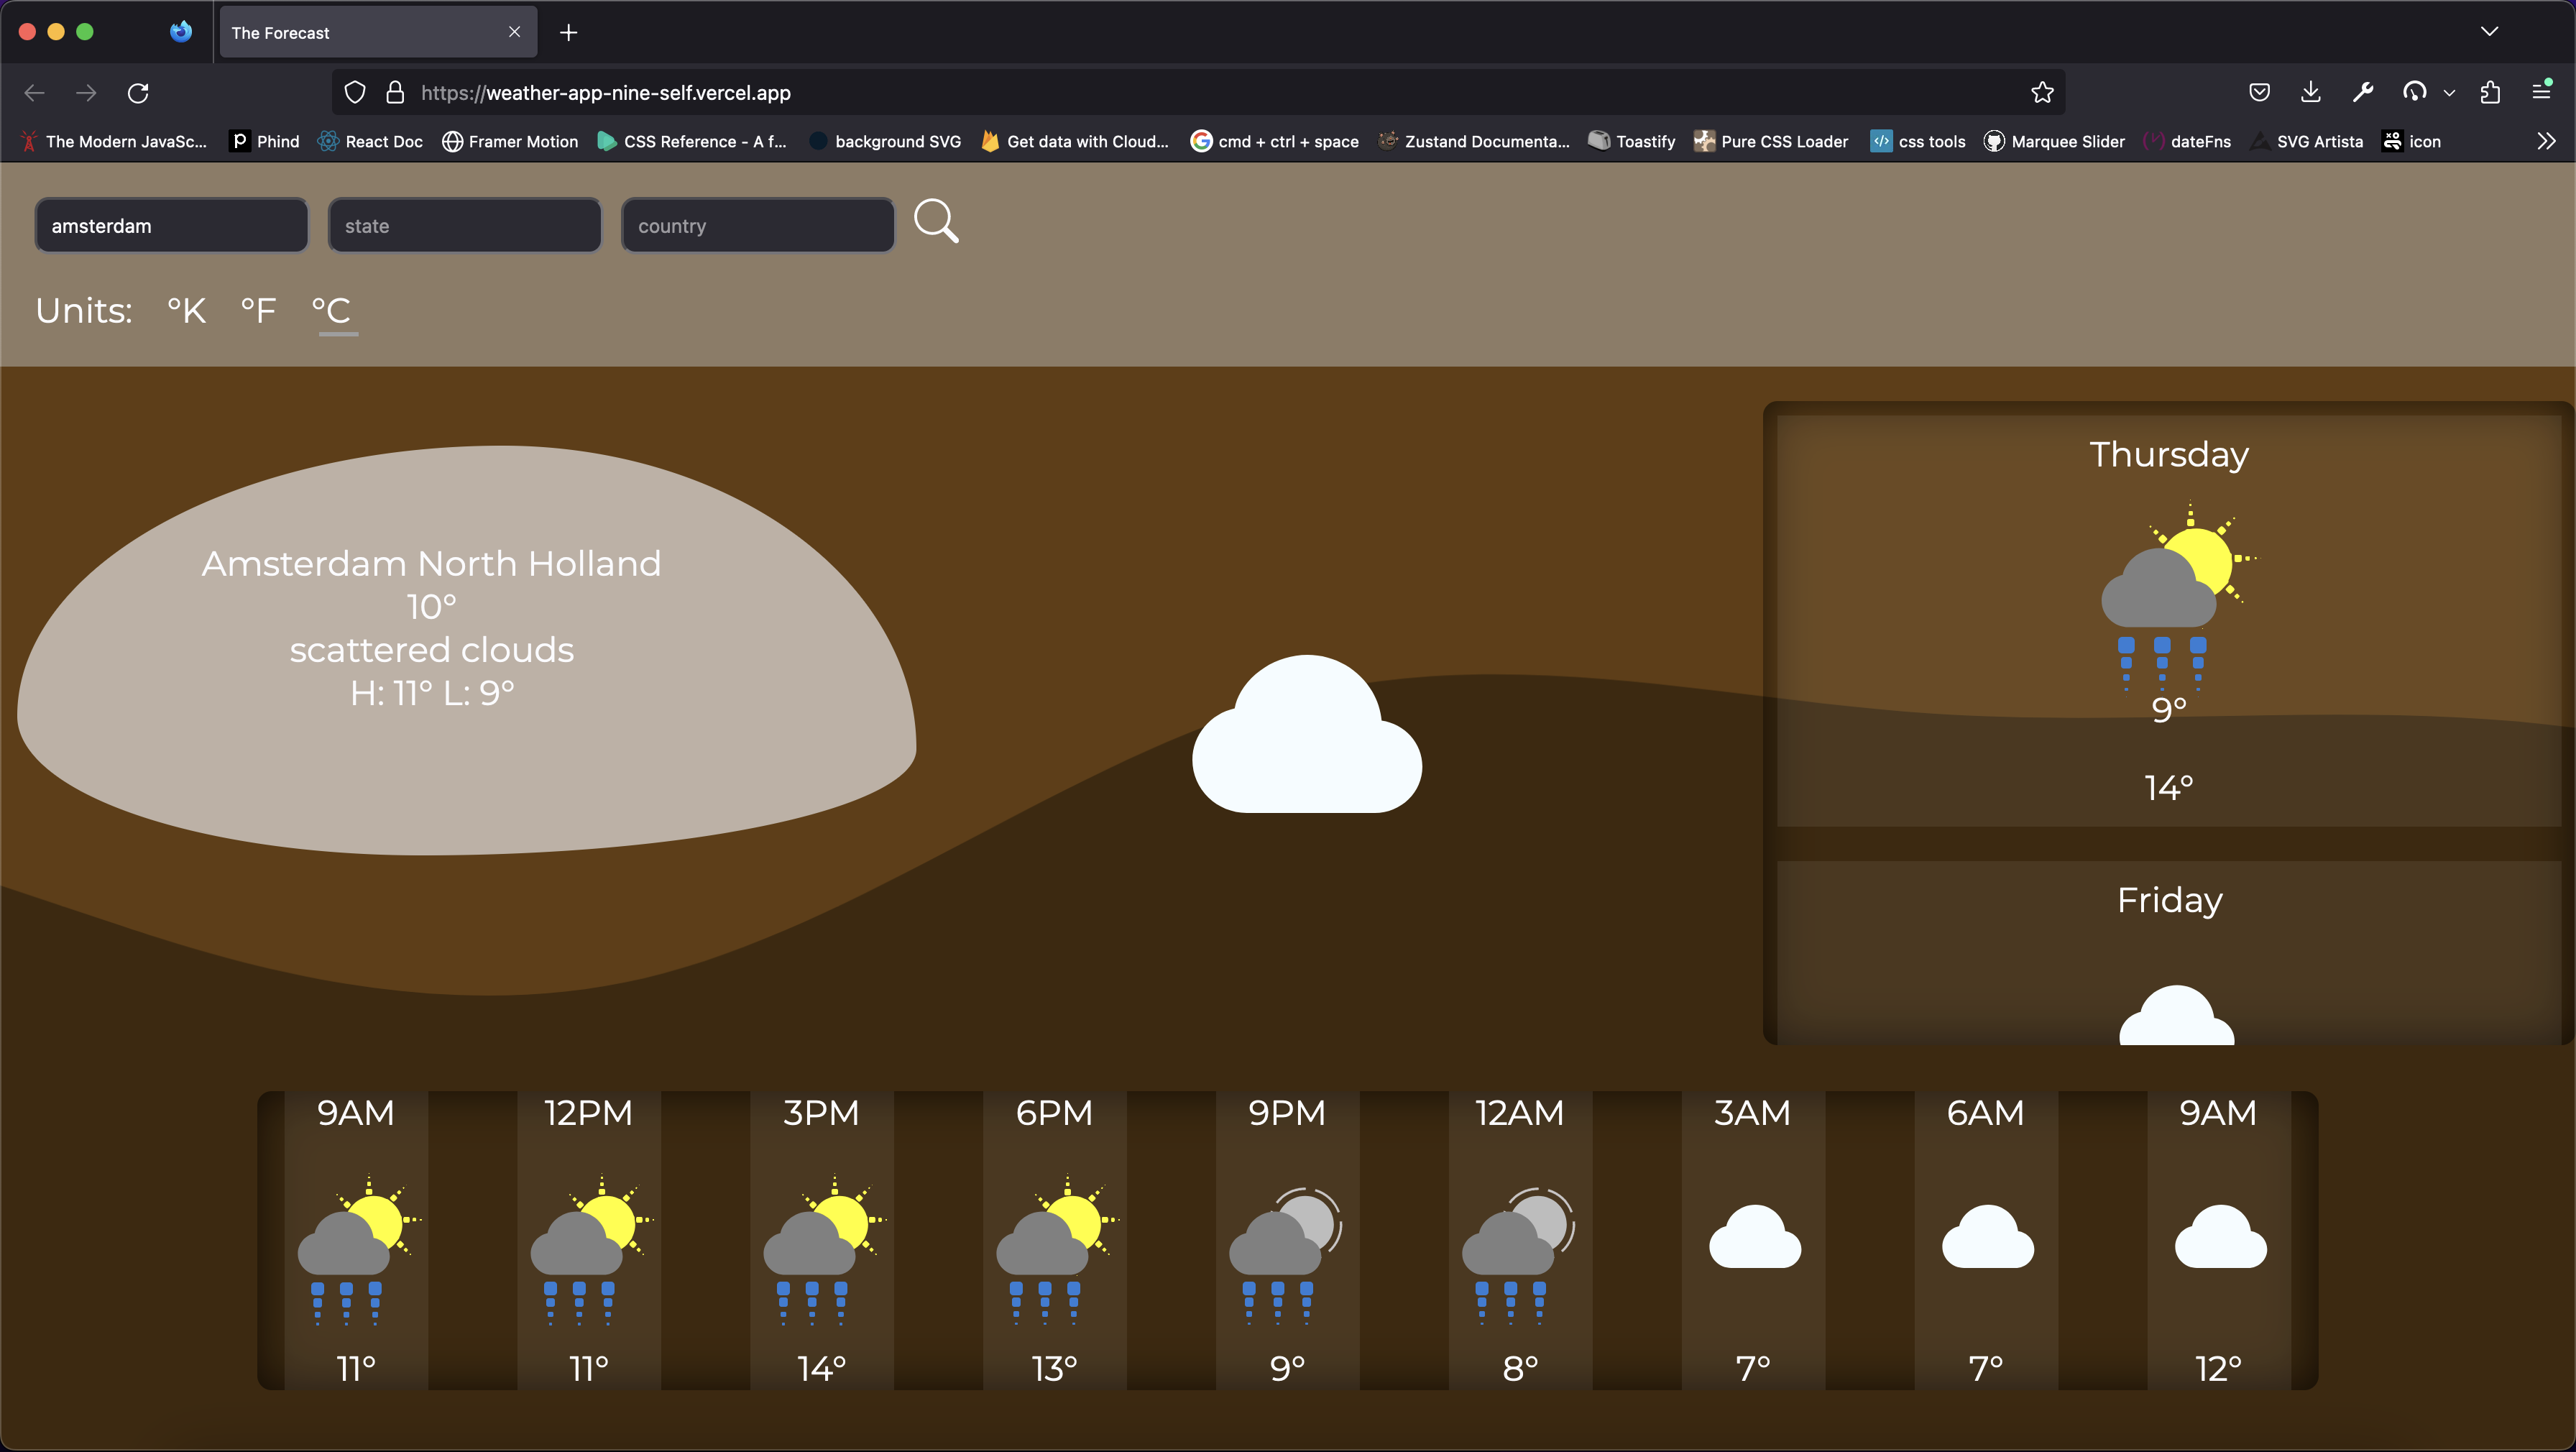 The Forecast
https://weather-app-nine-self.vercel.app
The Modern JavaSc... Phind React Doc Framer Motion CSS Reference - A f... background SVG Get data with Cloud... cmd + ctrl + space Zustand Documenta... Toastify Pure CSS Loader css tools Marquee Slider dateFns SVG Artista icon
amsterdam state country
Units: °K °F °C
Amsterdam North Holland
10°
scattered clouds
H: 11° L: 9°
Thursday
9°
14°
Friday
9AM 12PM 3PM 6PM 9PM 12AM 3AM 6AM 9AM
11° 11° 14° 13° 9° 8° 7° 7° 12°